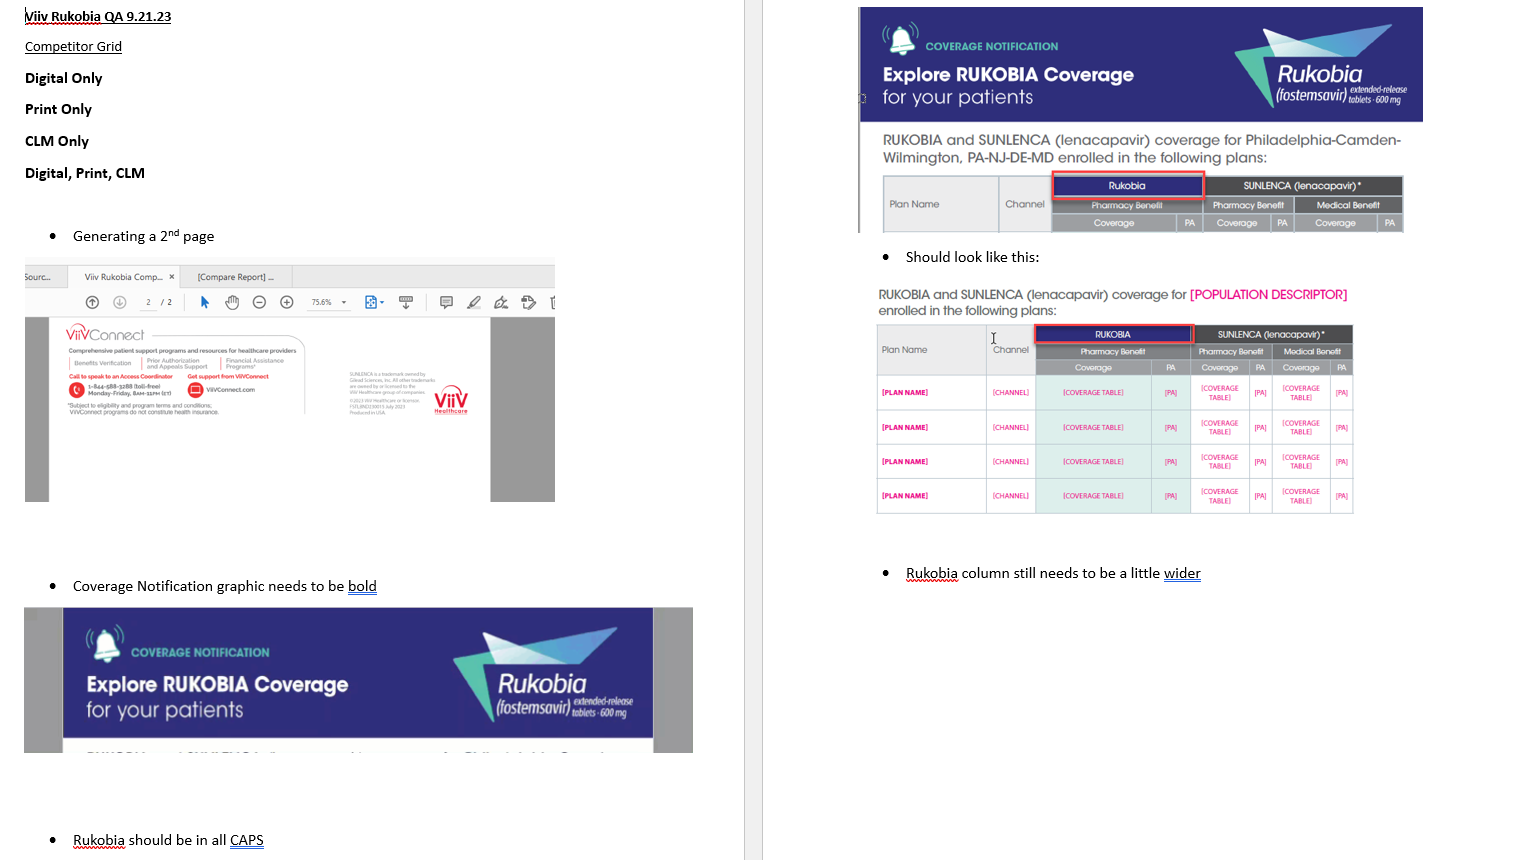 Viiv Rukobia QA 9.21.23
Competitor Grid
Digital Only
Print Only
CLM Only
Digital, Print, CLM
• Generating a 2nd page
Sourc...
Viiv Rukobia Comp... ×
[Compare Report] ...
2 / 2
75.6%
ViiVConnect
Comprehensive patient support programs and resources for healthcare providers
Benefits Verification
Prior Authorization
and Appeals Support
Financial Assistance
Programs*
Call to speak to an Access Coordinator
Get support from ViiVConnect
1-844-588-3288 (toll-free)
Monday-Friday, 8AM-11PM (ET)
ViiVConnect.com
*Subject to eligibility and program terms and conditions;
ViiVConnect programs do not constitute health insurance.
SUNLENCA is a trademark owned by
Gilead Sciences, Inc. All other trademarks
are owned by or licensed to the
ViiV Healthcare group of companies.
©2023 ViiV Healthcare or licensor.
July 2023
Produced in USA.
ViiV
Healthcare
• Coverage Notification graphic needs to be bold
COVERAGE NOTIFICATION
Explore RUKOBIA Coverage
for your patients
Rukobia
(fostemsavir) extended-release
tablets · 600 mg
• Rukobia should be in all CAPS
COVERAGE NOTIFICATION
Explore RUKOBIA Coverage
for your patients
Rukobia
(fostemsavir) extended-release
tablets · 600 mg
RUKOBIA and SUNLENCA (lenacapavir) coverage for Philadelphia-Camden-
Wilmington, PA-NJ-DE-MD enrolled in the following plans:
Rukobia SUNLENCA (lenacapavir)*
Plan Name Channel Pharmacy Benefit Pharmacy Benefit Medical Benefit
Coverage PA Coverage PA Coverage PA
• Should look like this:
RUKOBIA and SUNLENCA (lenacapavir) coverage for [POPULATION DESCRIPTOR]
enrolled in the following plans:
RUKOBIA SUNLENCA (lenacapavir)*
Plan Name Channel Pharmacy Benefit Pharmacy Benefit Medical Benefit
Coverage PA Coverage PA Coverage PA
[PLAN NAME] [CHANNEL] [COVERAGE TABLE] [PA] [COVERAGE TABLE] [PA] [COVERAGE TABLE] [PA]
[PLAN NAME] [CHANNEL] [COVERAGE TABLE] [PA] [COVERAGE TABLE] [PA] [COVERAGE TABLE] [PA]
[PLAN NAME] [CHANNEL] [COVERAGE TABLE] [PA] [COVERAGE TABLE] [PA] [COVERAGE TABLE] [PA]
[PLAN NAME] [CHANNEL] [COVERAGE TABLE] [PA] [COVERAGE TABLE] [PA] [COVERAGE TABLE] [PA]
• Rukobia column still needs to be a little wider